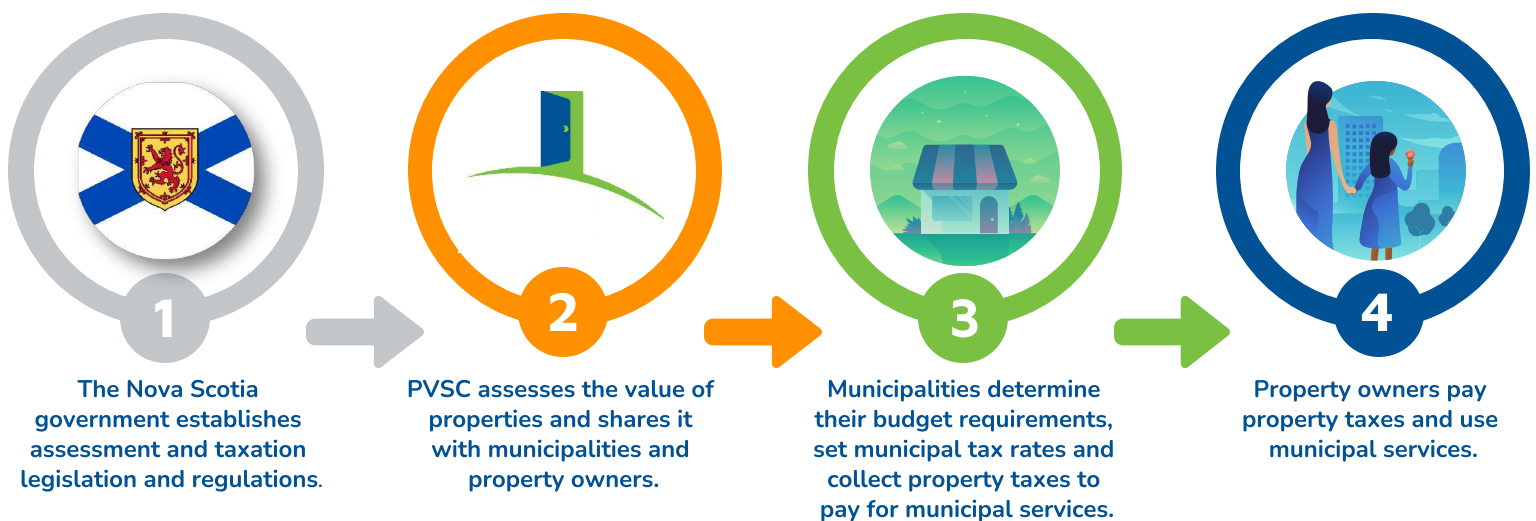 1
The Nova Scotia
government establishes
assessment and taxation
legislation and regulations.
2
PVSC assesses the value of
properties and shares it
with municipalities and
property owners.
3
Municipalities determine
their budget requirements,
set municipal tax rates and
collect property taxes to
pay for municipal services.
4
Property owners pay
property taxes and use
municipal services.